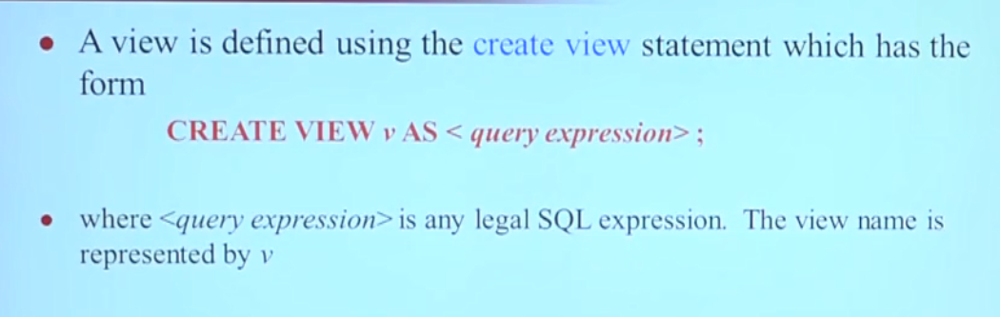 • A view is defined using the create view statement which has the
form
CREATE VIEW v AS < query expression> ;
• where <query expression> is any legal SQL expression. The view name is
represented by v